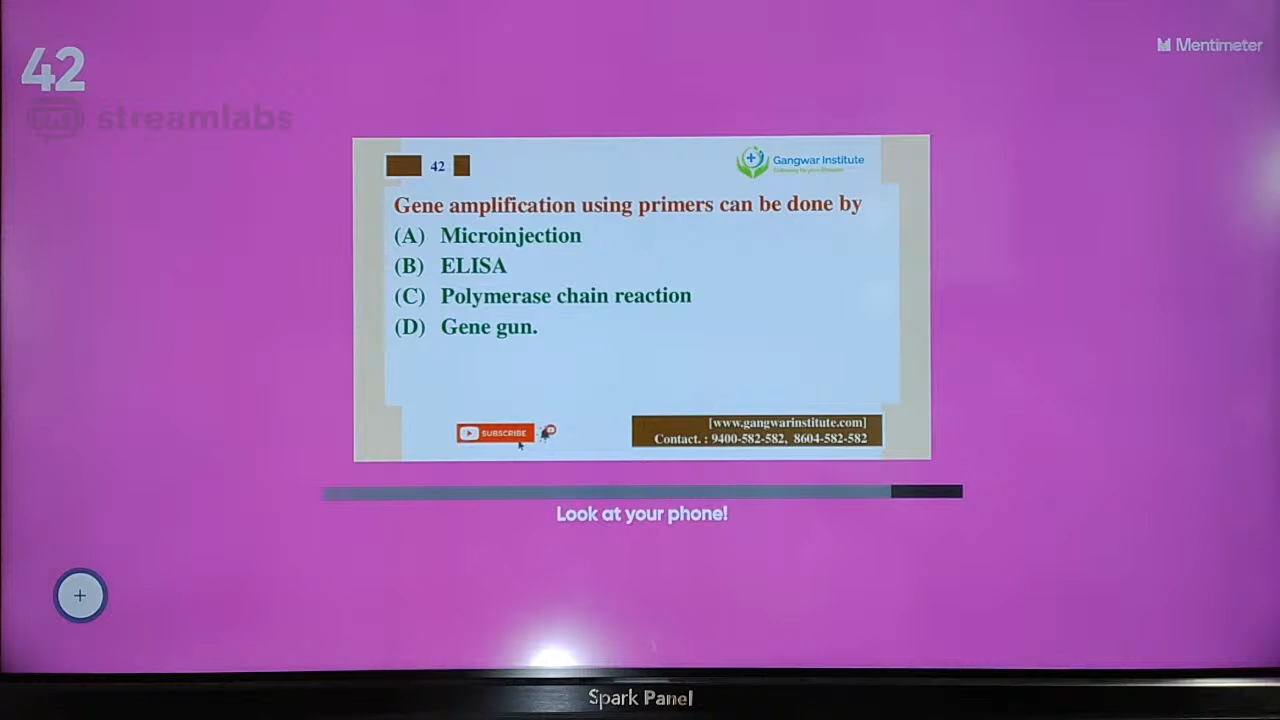 42
Mentimeter
streamlabs
42
Gangwar Institute
Gene amplification using primers can be done by
(A) Microinjection
(B) ELISA
(C) Polymerase chain reaction
(D) Gene gun.
SUBSCRIBE
[www.gangwarinstitute.com]
Contact. : 9400-582-582, 8604-582-582
Look at your phone!
+
Spark Panel